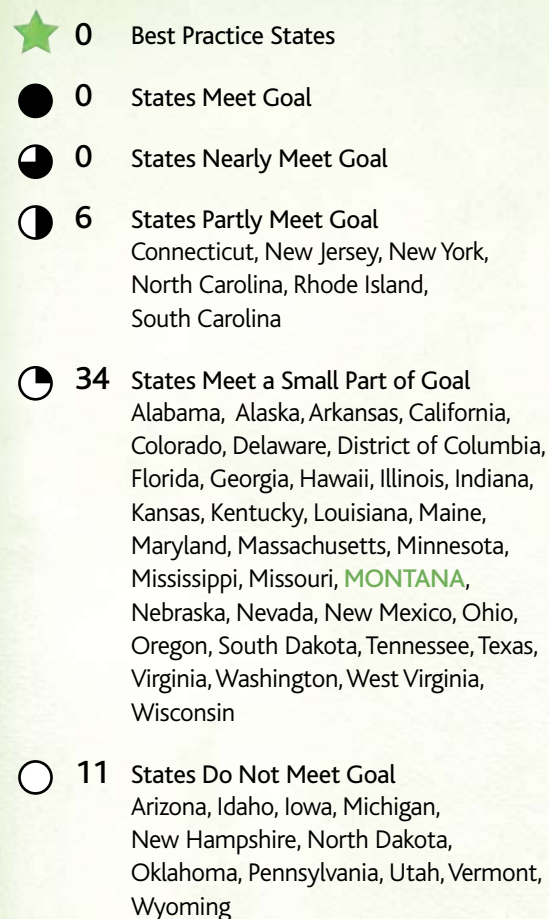 0 Best Practice States
0 States Meet Goal
0 States Nearly Meet Goal
6 States Partly Meet Goal
Connecticut, New Jersey, New York,
North Carolina, Rhode Island,
South Carolina
34 States Meet a Small Part of Goal
Alabama, Alaska, Arkansas, California,
Colorado, Delaware, District of Columbia,
Florida, Georgia, Hawaii, Illinois, Indiana,
Kansas, Kentucky, Louisiana, Maine,
Maryland, Massachusetts, Minnesota,
Mississippi, Missouri, MONTANA,
Nebraska, Nevada, New Mexico, Ohio,
Oregon, South Dakota, Tennessee, Texas,
Virginia, Washington, West Virginia,
Wisconsin
11 States Do Not Meet Goal
Arizona, Idaho, Iowa, Michigan,
New Hampshire, North Dakota,
Oklahoma, Pennsylvania, Utah, Vermont,
Wyoming